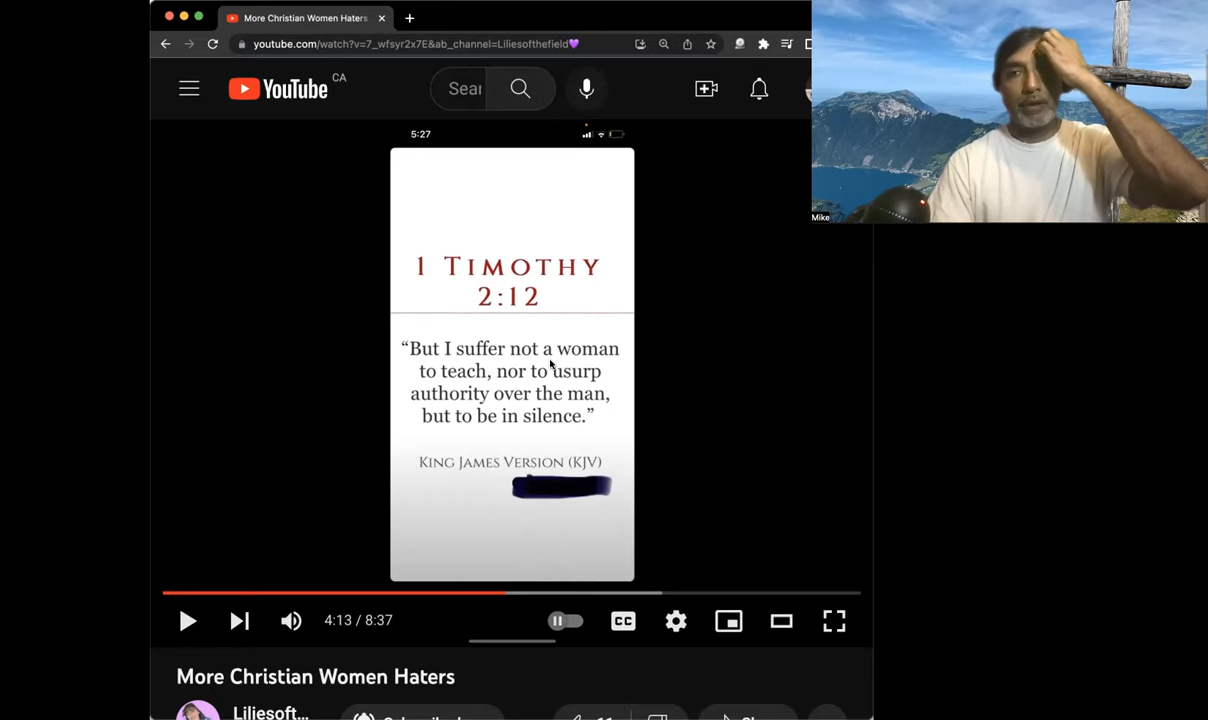 More Christian Women Haters
youtube.com/watch?v=7_wfsyr2x7E&ab_channel=Liliesofthefield💜
YouTube CA
Sear
5:27
1 TIMOTHY
2:12
“But I suffer not a woman
to teach, nor to usurp
authority over the man,
but to be in silence.”
KING JAMES VERSION (KJV)
Mike
4:13 / 8:37
CC
More Christian Women Haters
Liliesoft...